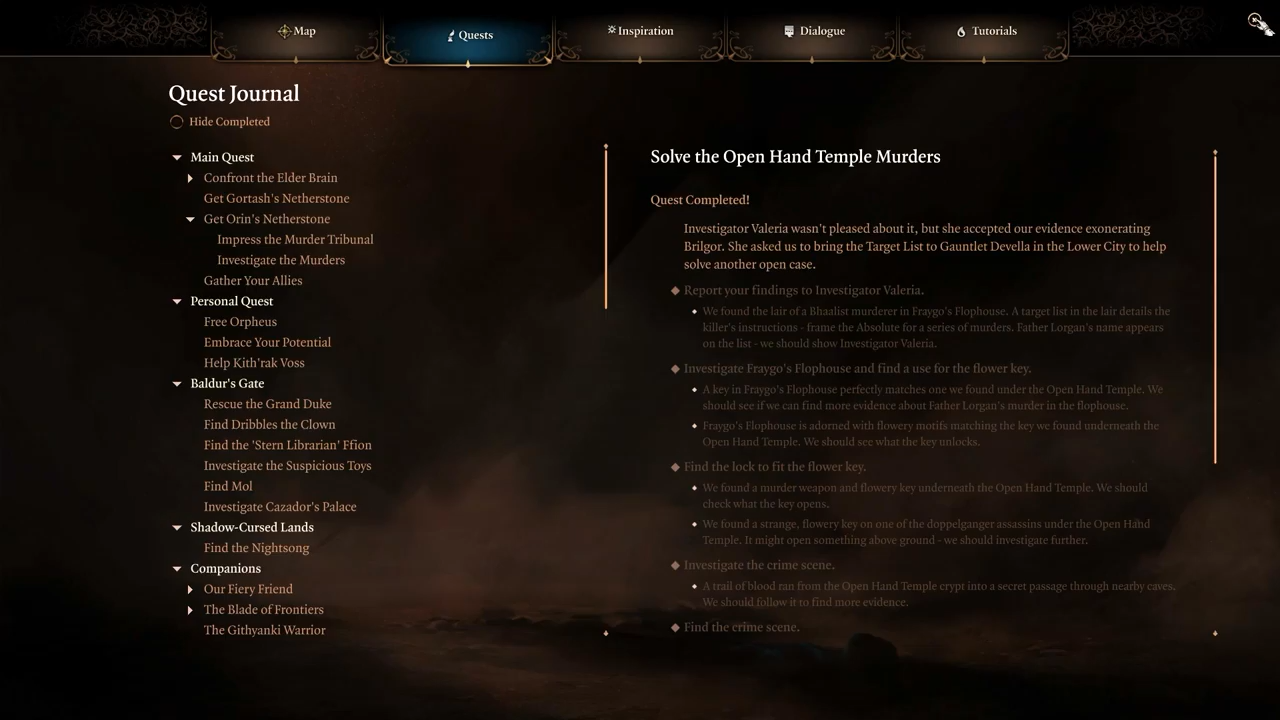 Map
Quests
Inspiration
Dialogue
Tutorials
Quest Journal
Hide Completed
Main Quest
Confront the Elder Brain
Get Gortash's Netherstone
Get Orin's Netherstone
Impress the Murder Tribunal
Investigate the Murders
Gather Your Allies
Personal Quest
Free Orpheus
Embrace Your Potential
Help Kith'rak Voss
Baldur's Gate
Rescue the Grand Duke
Find Dribbles the Clown
Find the 'Stern Librarian' Ffion
Investigate the Suspicious Toys
Find Mol
Investigate Cazador's Palace
Shadow-Cursed Lands
Find the Nightsong
Companions
Our Fiery Friend
The Blade of Frontiers
The Githyanki Warrior
Solve the Open Hand Temple Murders
Quest Completed!
Investigator Valeria wasn't pleased about it, but she accepted our evidence exonerating
Brilgor. She asked us to bring the Target List to Gauntlet Devella in the Lower City to help
solve another open case.
Report your findings to Investigator Valeria.
We found the lair of a Bhaalist murderer in Fraygo's Flophouse. A target list in the lair details the
killer's instructions - frame the Absolute for a series of murders. Father Lorgan's name appears
on the list - we should show Investigator Valeria.
Investigate Fraygo's Flophouse and find a use for the flower key.
A key in Fraygo's Flophouse perfectly matches one we found under the Open Hand Temple. We
should see if we can find more evidence about Father Lorgan's murder in the flophouse.
Fraygo's Flophouse is adorned with flowery motifs matching the key we found underneath the
Open Hand Temple. We should see what the key unlocks.
Find the lock to fit the flower key.
We found a murder weapon and flowery key underneath the Open Hand Temple. We should
check what the key opens.
We found a strange, flowery key on one of the doppelganger assassins under the Open Hand
Temple. It might open something above ground - we should investigate further.
Investigate the crime scene.
A trail of blood ran from the Open Hand Temple crypt into a secret passage through nearby caves.
We should follow it to find more evidence.
Find the crime scene.